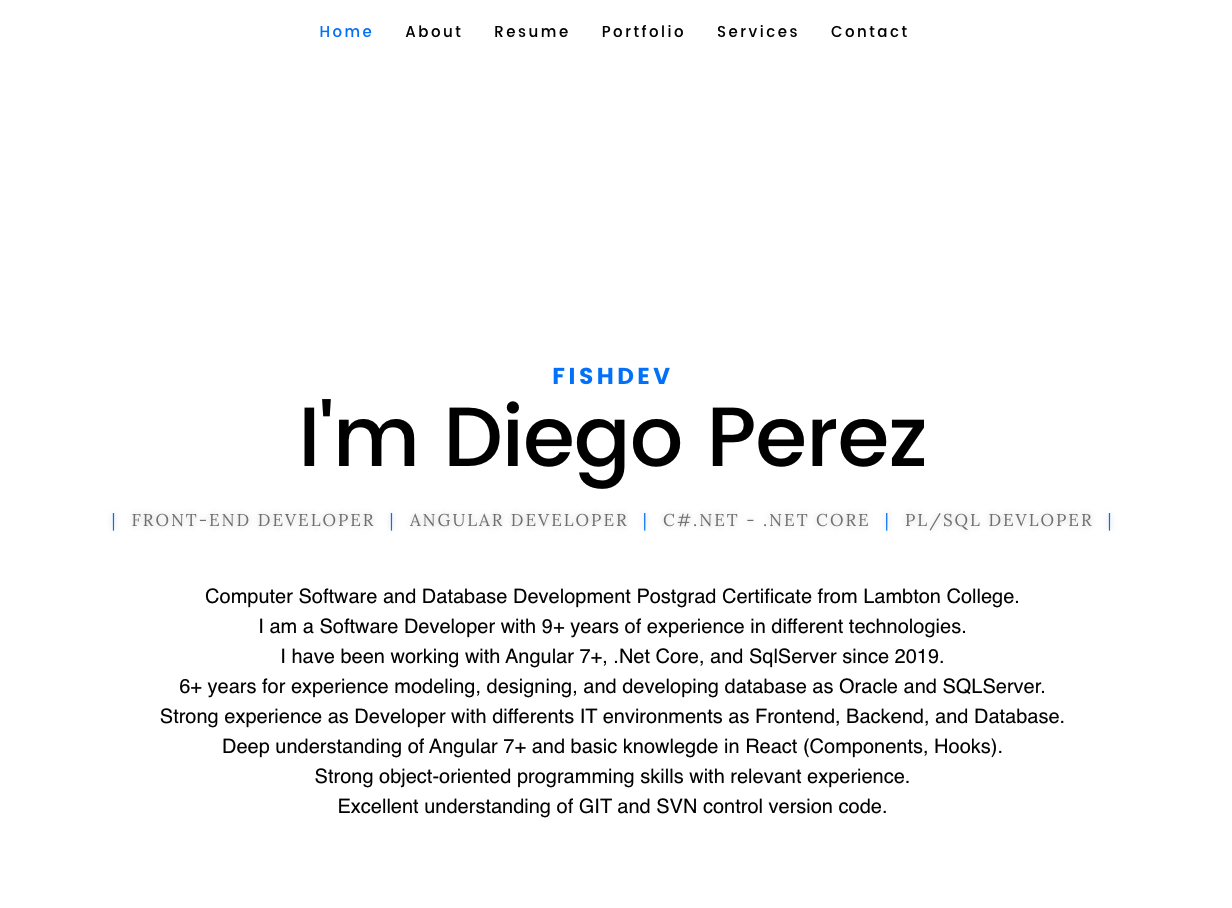 Home About Resume Portfolio Services Contact
FISHDEV
I'm Diego Perez
| FRONT-END DEVELOPER | ANGULAR DEVELOPER | C#.NET - .NET CORE | PL/SQL DEVLOPER |
Computer Software and Database Development Postgrad Certificate from Lambton College.
I am a Software Developer with 9+ years of experience in different technologies.
I have been working with Angular 7+, .Net Core, and SqlServer since 2019.
6+ years for experience modeling, designing, and developing database as Oracle and SQLServer.
Strong experience as Developer with differents IT environments as Frontend, Backend, and Database.
Deep understanding of Angular 7+ and basic knowlegde in React (Components, Hooks).
Strong object-oriented programming skills with relevant experience.
Excellent understanding of GIT and SVN control version code.